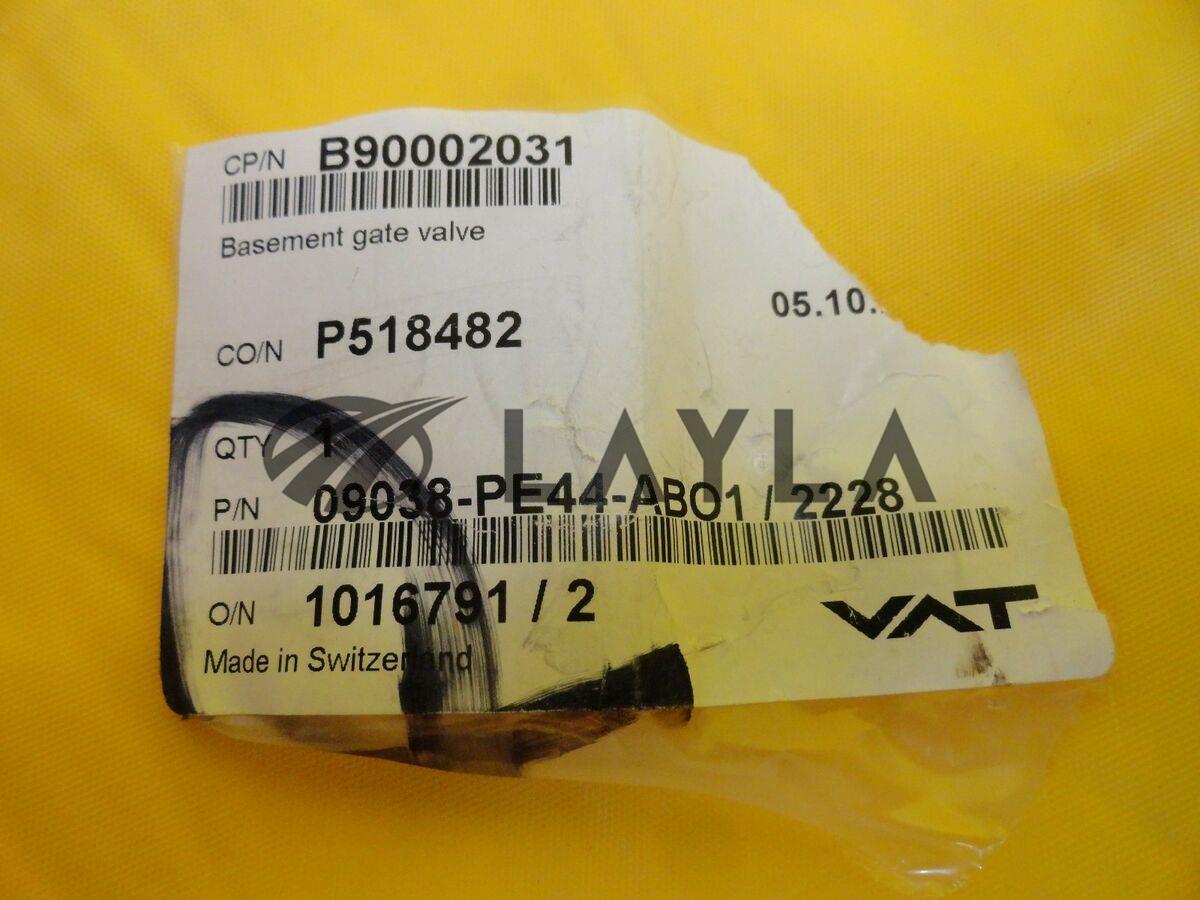 CP/N B90002031
Basement gate valve
05.10.
CO/N P518482
QTY 1
LAYLA
P/N 09038-PE44-ABO1 / 2228
O/N 1016791 / 2
VAT
Made in Switzerland